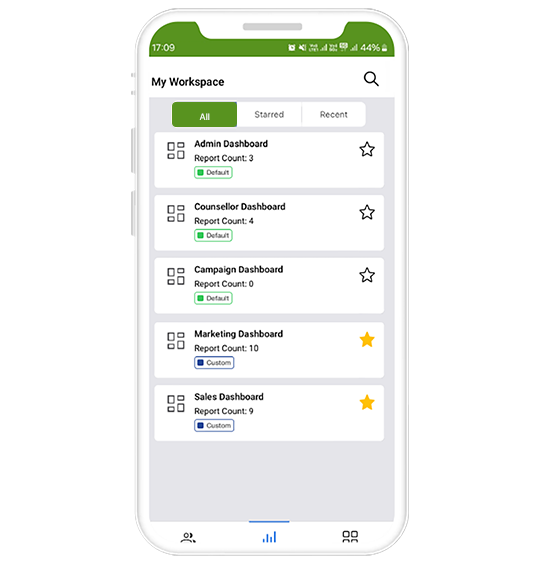 17:09
44%
My Workspace
All
Starred
Recent
Admin Dashboard
Report Count: 3
Default
Counsellor Dashboard
Report Count: 4
Default
Campaign Dashboard
Report Count: 0
Default
Marketing Dashboard
Report Count: 10
Custom
Sales Dashboard
Report Count: 9
Custom